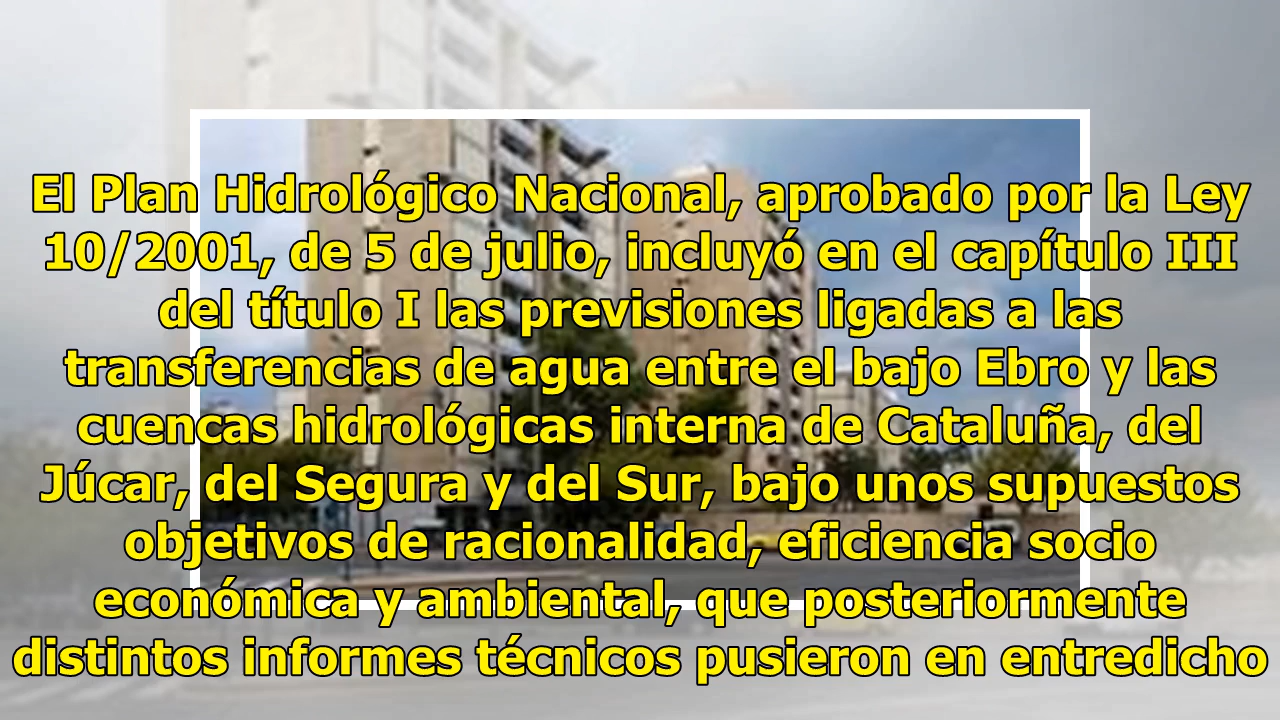 El Plan Hidrológico Nacional, aprobado por la Ley
10/2001, de 5 de julio, incluyó en el capítulo III
del título I las previsiones ligadas a las
transferencias de agua entre el bajo Ebro y las
cuencas hidrológicas interna de Cataluña, del
Júcar, del Segura y del Sur, bajo unos supuestos
objetivos de racionalidad, eficiencia socio
económica y ambiental, que posteriormente
distintos informes técnicos pusieron en entredicho